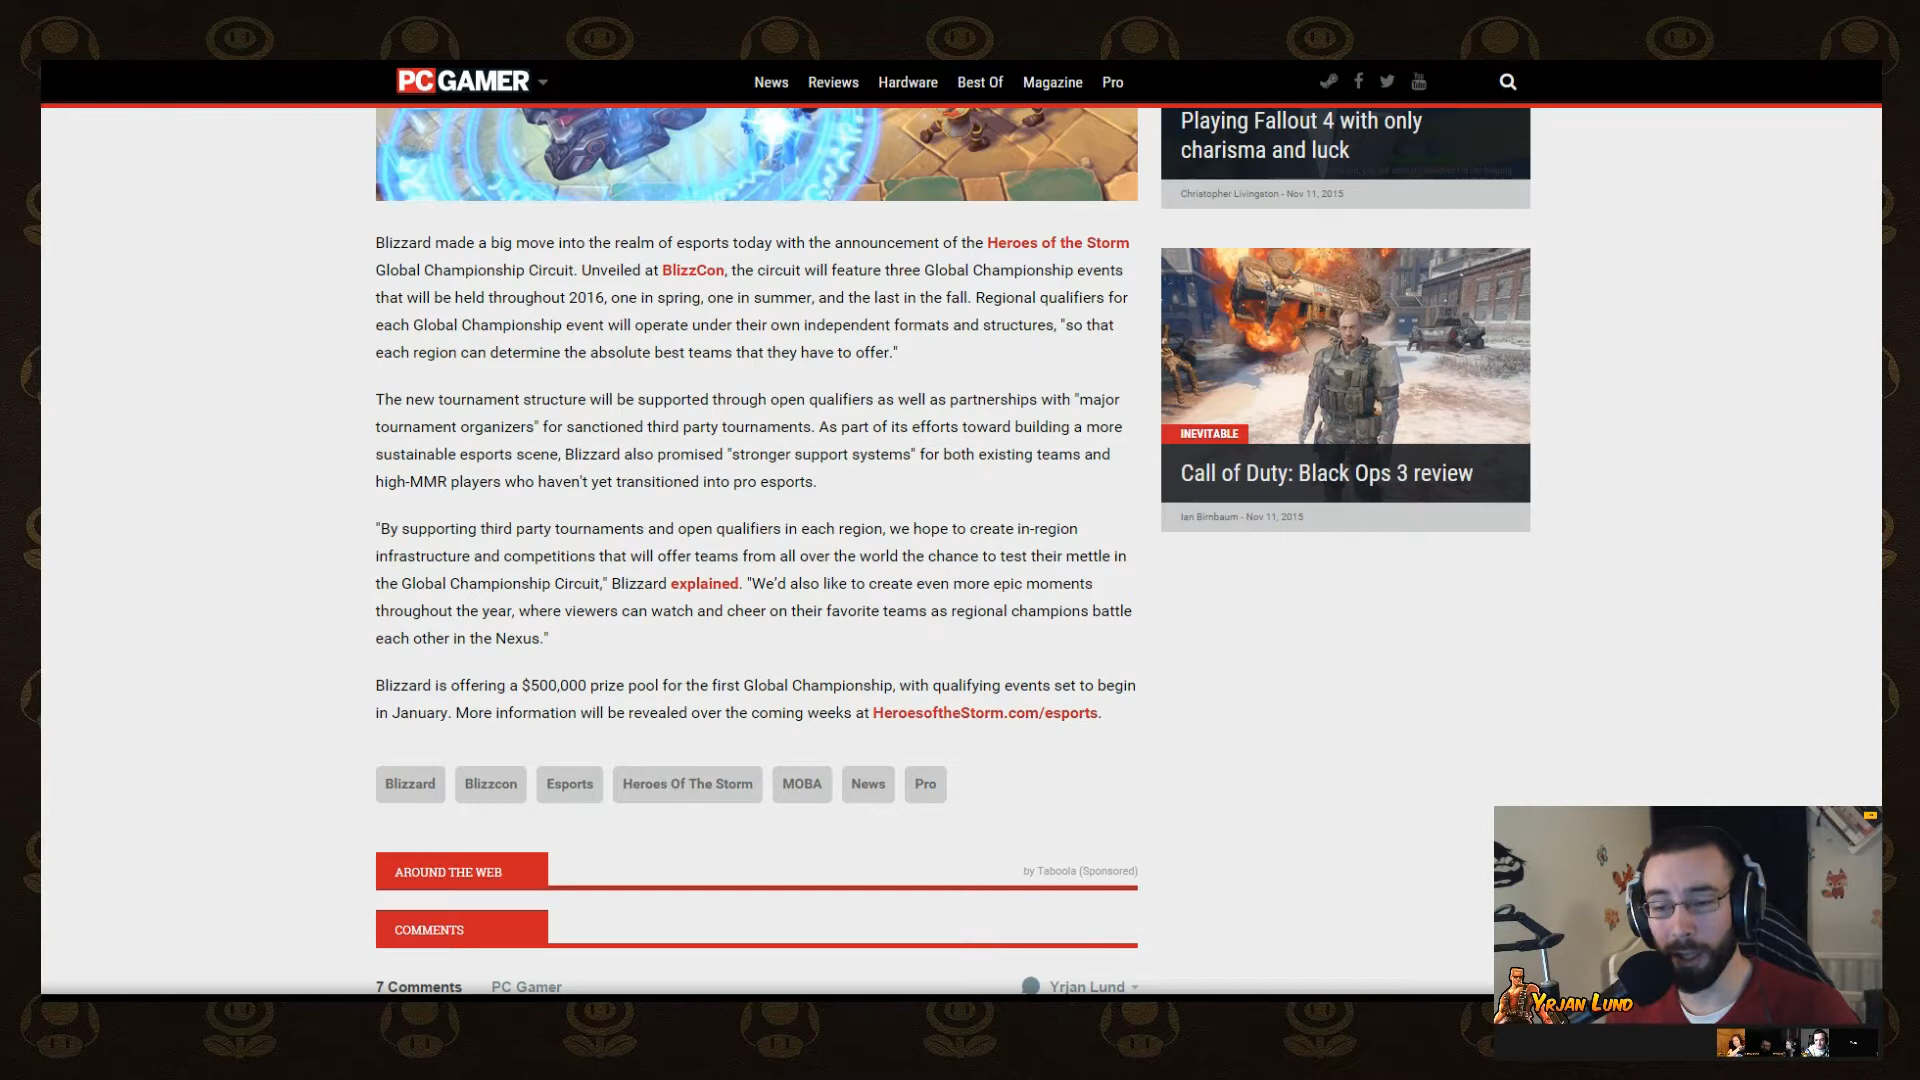 PC GAMER
News Reviews Hardware Best Of Magazine Pro
Playing Fallout 4 with only
charisma and luck
Christopher Livingston - Nov 11, 2015
Blizzard made a big move into the realm of esports today with the announcement of the Heroes of the Storm
Global Championship Circuit. Unveiled at BlizzCon, the circuit will feature three Global Championship events
that will be held throughout 2016, one in spring, one in summer, and the last in the fall. Regional qualifiers for
each Global Championship event will operate under their own independent formats and structures, "so that
each region can determine the absolute best teams that they have to offer."
The new tournament structure will be supported through open qualifiers as well as partnerships with "major
tournament organizers" for sanctioned third party tournaments. As part of its efforts toward building a more
sustainable esports scene, Blizzard also promised "stronger support systems" for both existing teams and
high-MMR players who haven't yet transitioned into pro esports.
"By supporting third party tournaments and open qualifiers in each region, we hope to create in-region
infrastructure and competitions that will offer teams from all over the world the chance to test their mettle in
the Global Championship Circuit," Blizzard explained. "We'd also like to create even more epic moments
throughout the year, where viewers can watch and cheer on their favorite teams as regional champions battle
each other in the Nexus."
Blizzard is offering a $500,000 prize pool for the first Global Championship, with qualifying events set to begin
in January. More information will be revealed over the coming weeks at HeroesoftheStorm.com/esports.
INEVITABLE
Call of Duty: Black Ops 3 review
Ian Birnbaum - Nov 11, 2015
Blizzard Blizzcon Esports Heroes Of The Storm MOBA News Pro
AROUND THE WEB
by Taboola (Sponsored)
COMMENTS
7 Comments PC Gamer Yrjan Lund
YRJAN LUND